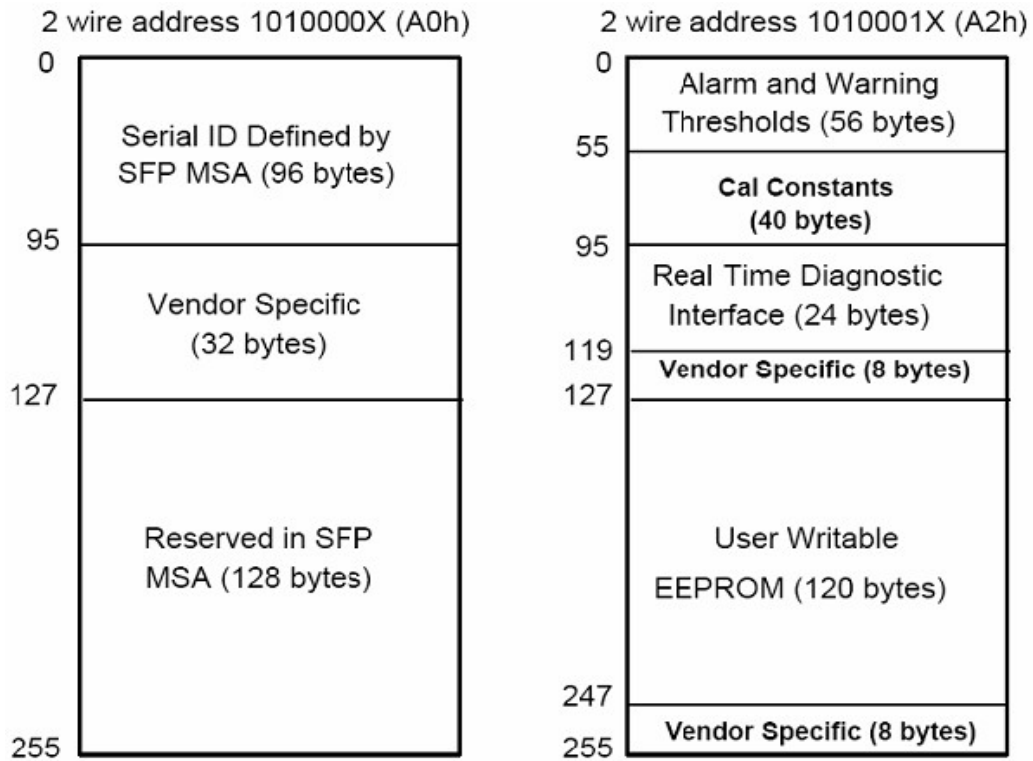 2 wire address 1010000X (A0h)
0
Serial ID Defined by
SFP MSA (96 bytes)
95
Vendor Specific
(32 bytes)
127
Reserved in SFP
MSA (128 bytes)
255
2 wire address 1010001X (A2h)
0
Alarm and Warning
Thresholds (56 bytes)
55
Cal Constants
(40 bytes)
95
Real Time Diagnostic
Interface (24 bytes)
119
Vendor Specific (8 bytes)
127
User Writable
EEPROM (120 bytes)
247
Vendor Specific (8 bytes)
255